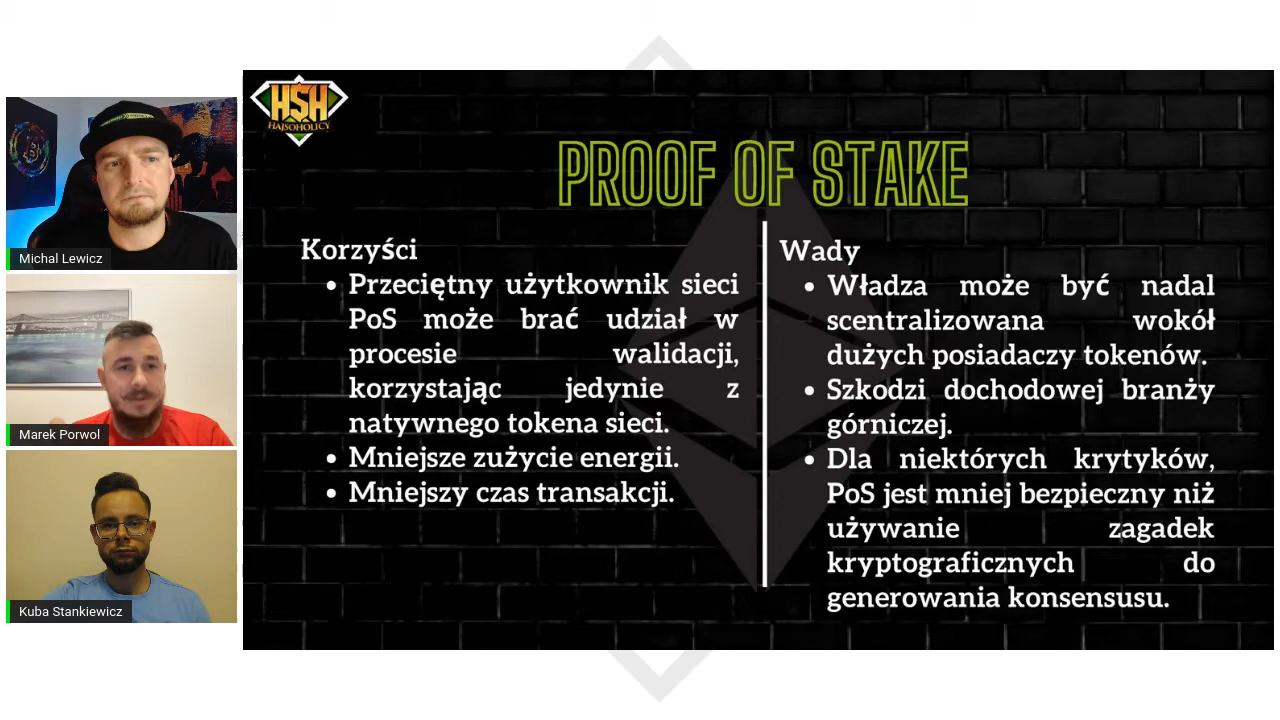 H$H
HAJSOHOLICY
PROOF OF STAKE
Michal Lewicz
Marek Porwol
Kuba Stankiewicz
Korzyści
• Przeciętny użytkownik sieci
PoS może brać udział w
procesie walidacji,
korzystając jedynie z
natywnego tokena sieci.
• Mniejsze zużycie energii.
• Mniejszy czas transakcji.
Wady
• Władza może być nadal
scentralizowana wokół
dużych posiadaczy tokenów.
• Szkodzi dochodowej branży
górniczej.
• Dla niektórych krytyków,
PoS jest mniej bezpieczny niż
używanie zagadek
kryptograficznych do
generowania konsensusu.